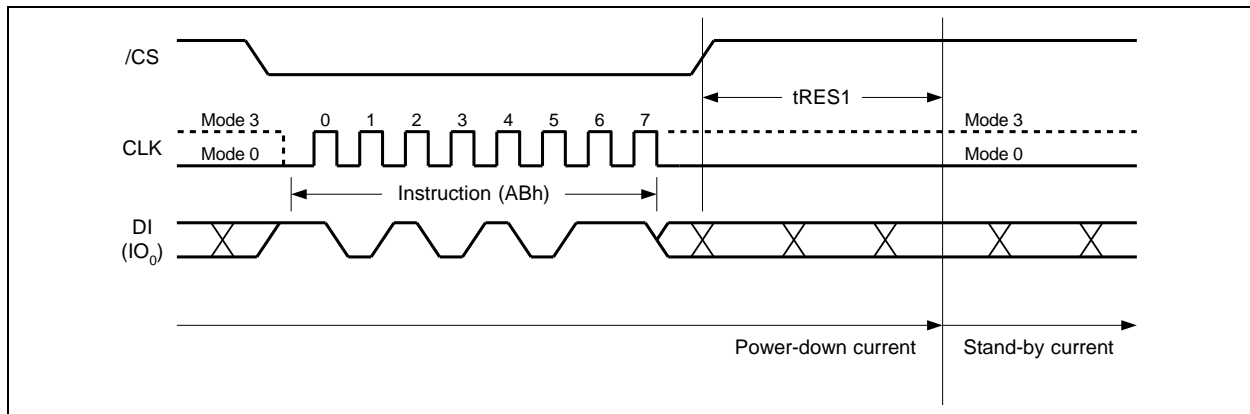 /CS
tRES1
Mode 3 0 1 2 3 4 5 6 7 Mode 3
CLK
Mode 0 Mode 0
Instruction (ABh)
DI
(IO₀)
Power-down current Stand-by current